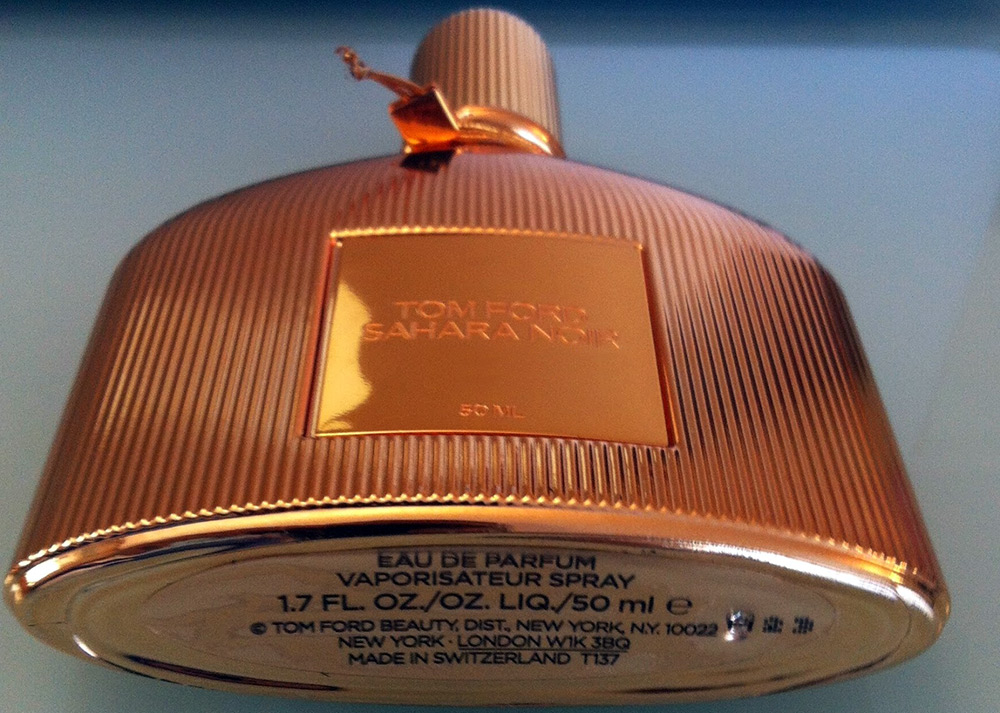 TOM FORD
SAHARA NOIR
50 ML
EAU DE PARFUM
VAPORISATEUR SPRAY
1.7 FL. OZ./OZ. LIQ./50 ml ℮
© TOM FORD BEAUTY, DIST., NEW YORK, N.Y. 10022
NEW YORK · LONDON W1K 3BQ
MADE IN SWITZERLAND T137